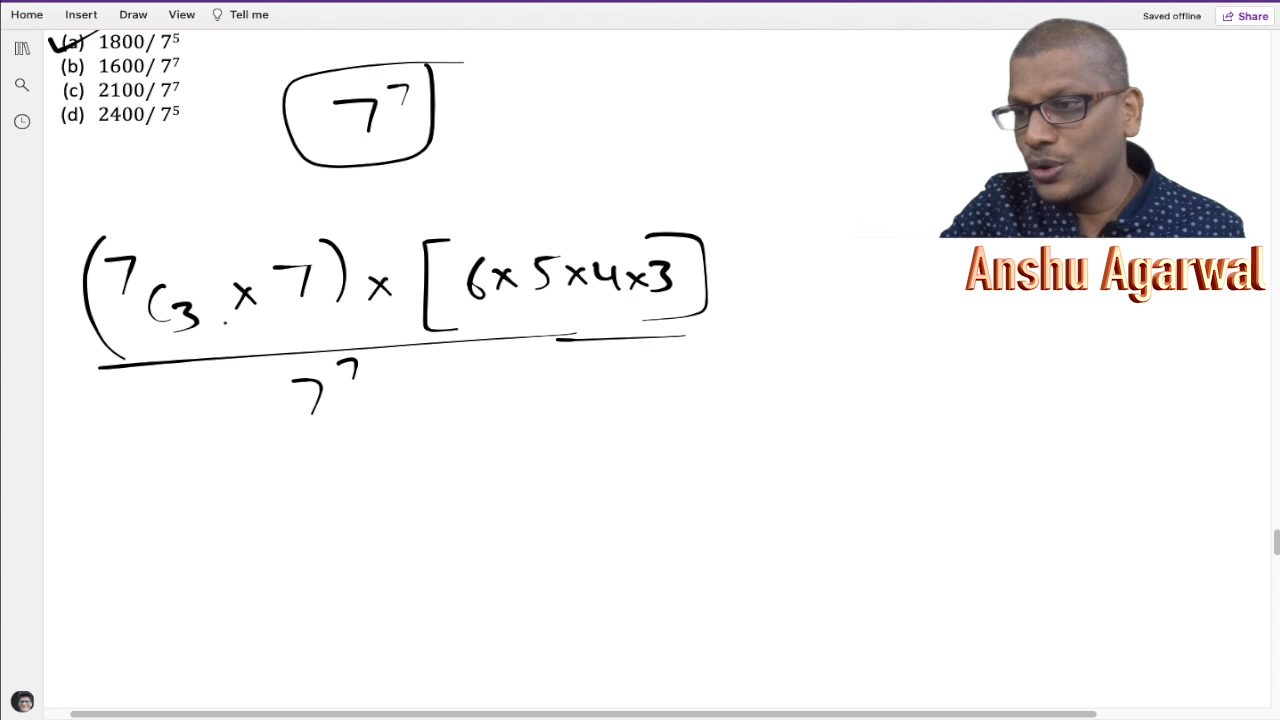 Home Insert Draw View Tell me Saved offline Share
(a) 1800/ 7⁵
(b) 1600/ 7⁷
(c) 2100/ 7⁷
(d) 2400/ 7⁵
7⁷
(7C₃ × 7) × [6×5×4×3]
7⁷
Anshu Agarwal